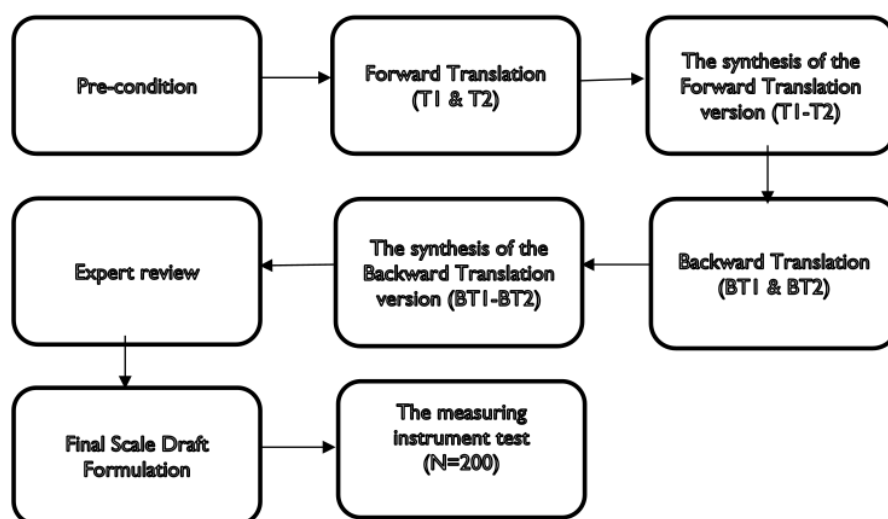 Pre-condition
Forward Translation
(T1 & T2)
The synthesis of the
Forward Translation
version (T1-T2)
Backward Translation
(BT1 & BT2)
The synthesis of the
Backward Translation
version (BT1-BT2)
Expert review
Final Scale Draft
Formulation
The measuring
instrument test
(N=200)